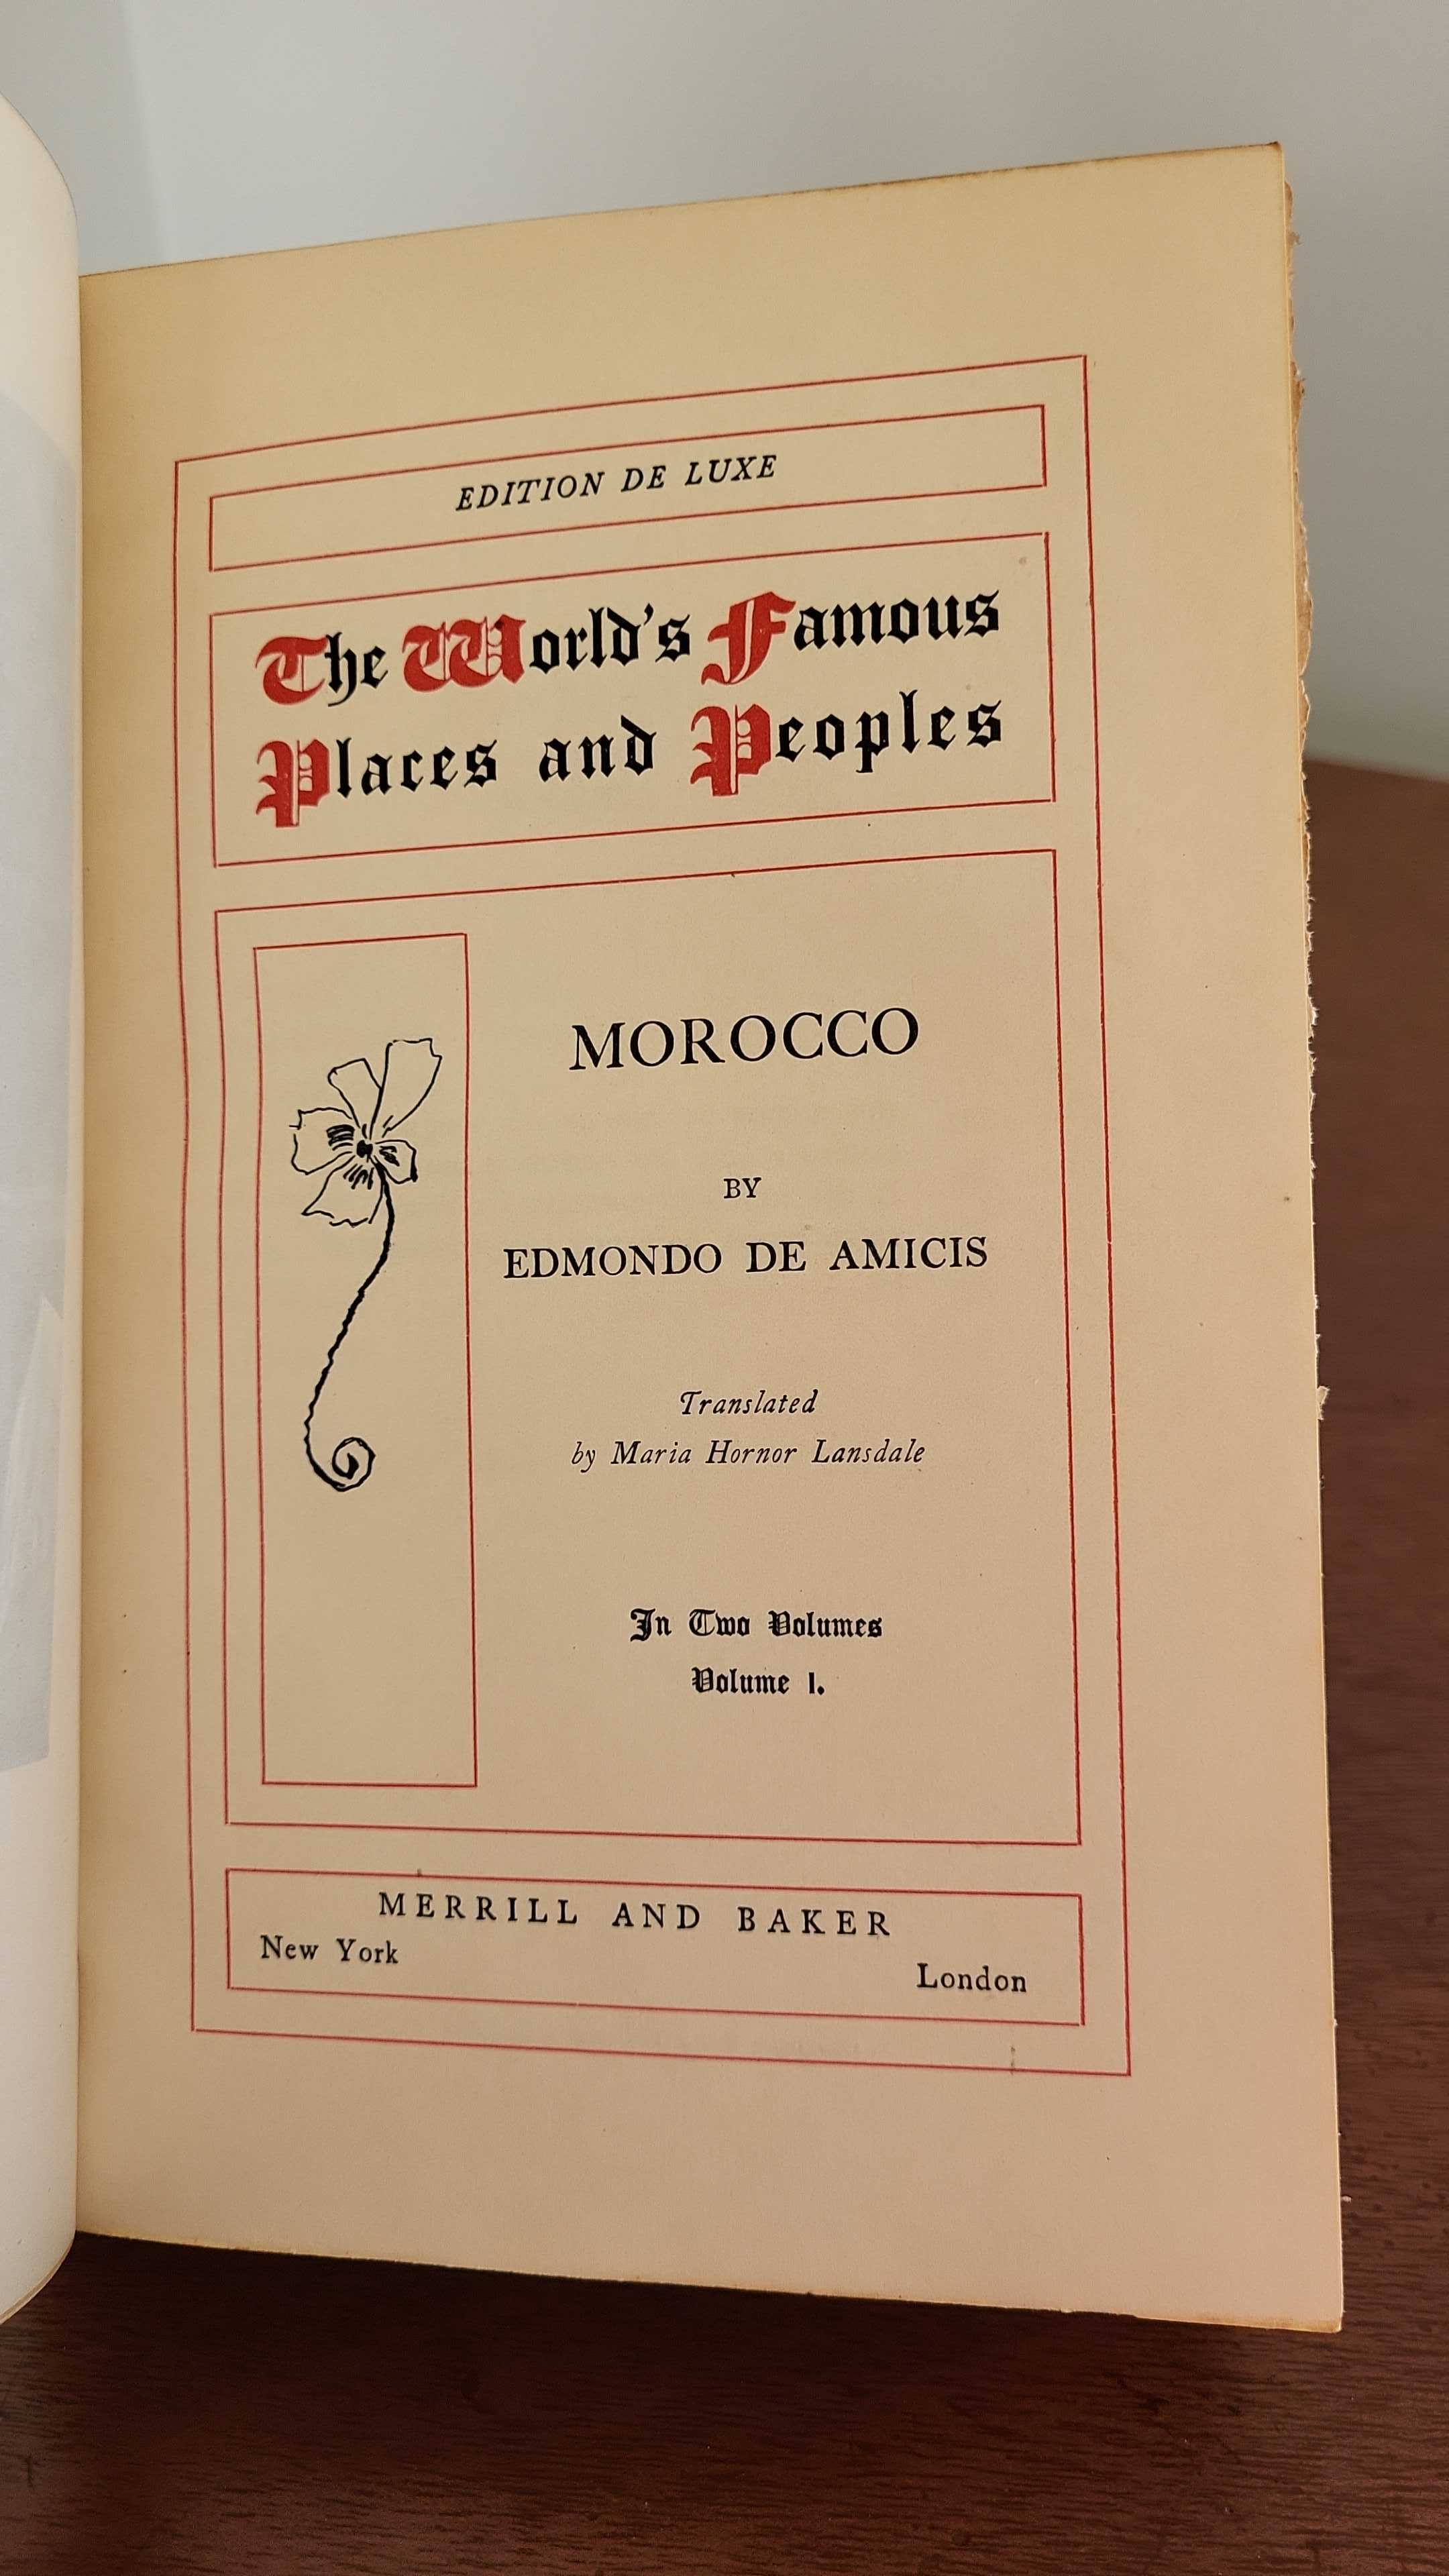 EDITION DE LUXE
The World's Famous
Places and Peoples
MOROCCO
BY
EDMONDO DE AMICIS
Translated
by Maria Hornor Lansdale
In Two Volumes
Volume I.
MERRILL AND BAKER
New York
London